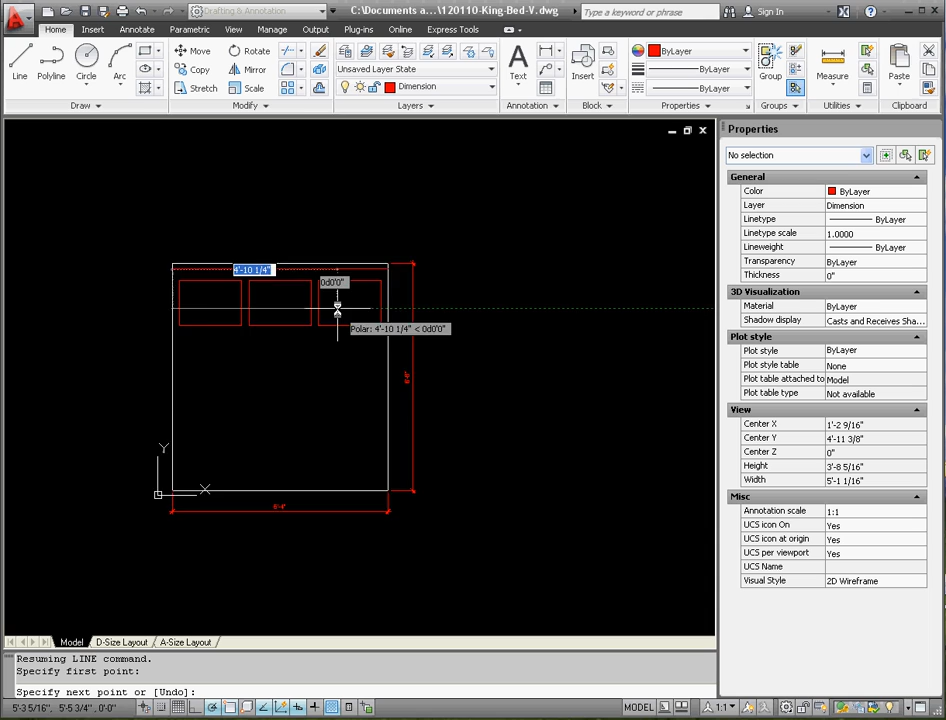 Drafting & Annotation
C:\Documents a...\120110-King-Bed-V.dwg
Type a keyword or phrase
Sign In
Home Insert Annotate Parametric View Manage Output Plug-ins Online Express Tools
Line Polyline Circle Arc
Move Rotate
Copy Mirror
Stretch Scale
Unsaved Layer State
Dimension
Text
Insert
ByLayer
ByLayer
ByLayer
Group
Measure
Paste
Draw Modify Layers Annotation Block Properties Groups Utilities Clipboard
4'-10 1/4"
0d0'0"
Polar: 4'-10 1/4" < 0d0'0"
6'-8"
6'-4"
Y
X
Properties
No selection
General
Color ByLayer
Layer Dimension
Linetype ByLayer
Linetype scale 1.0000
Lineweight ByLayer
Transparency ByLayer
Thickness 0"
3D Visualization
Material ByLayer
Shadow display Casts and Receives Sha...
Plot style
Plot style ByLayer
Plot style table None
Plot table attached to Model
Plot table type Not available
View
Center X 1'-2 9/16"
Center Y 4'-11 3/8"
Center Z 0"
Height 3'-8 5/16"
Width 5'-1 1/16"
Misc
Annotation scale 1:1
UCS icon On Yes
UCS icon at origin Yes
UCS per viewport Yes
UCS Name
Visual Style 2D Wireframe
Model D-Size Layout A-Size Layout
Resuming LINE command.
Specify first point:
Specify next point or [Undo]:
5'-3 5/16", 5'-5 3/4", 0'-0"
MODEL
1:1